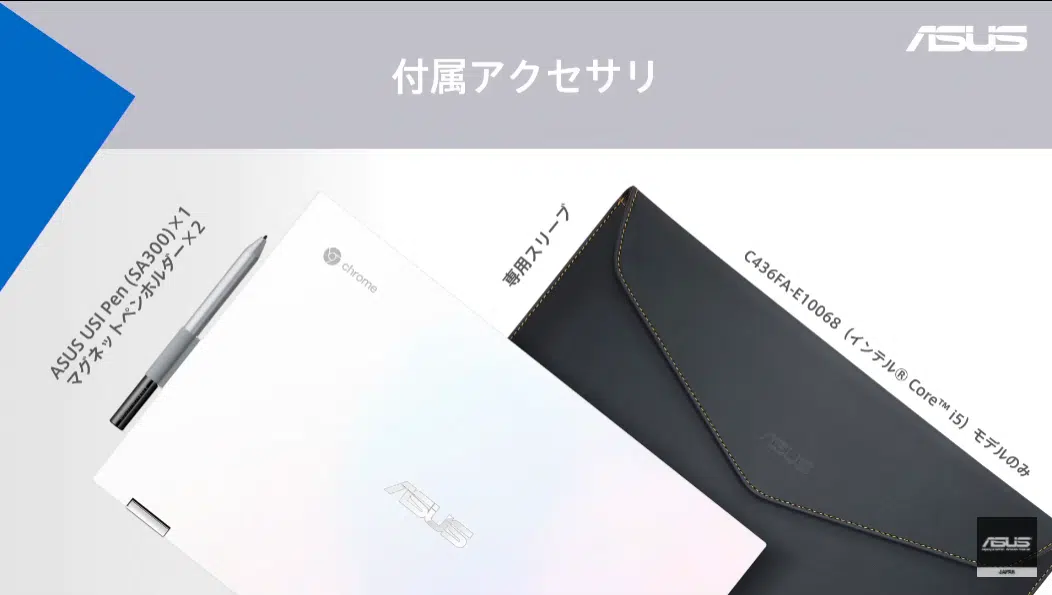 ASUS
付属アクセサリ
ASUS USI Pen (SA300)×1
マグネットペンホルダー×2
chrome
ASUS
専用スリーブ
C436FA-E10068（インテル® Core™ i5）モデルのみ
ASUS
ASUS
JAPAN